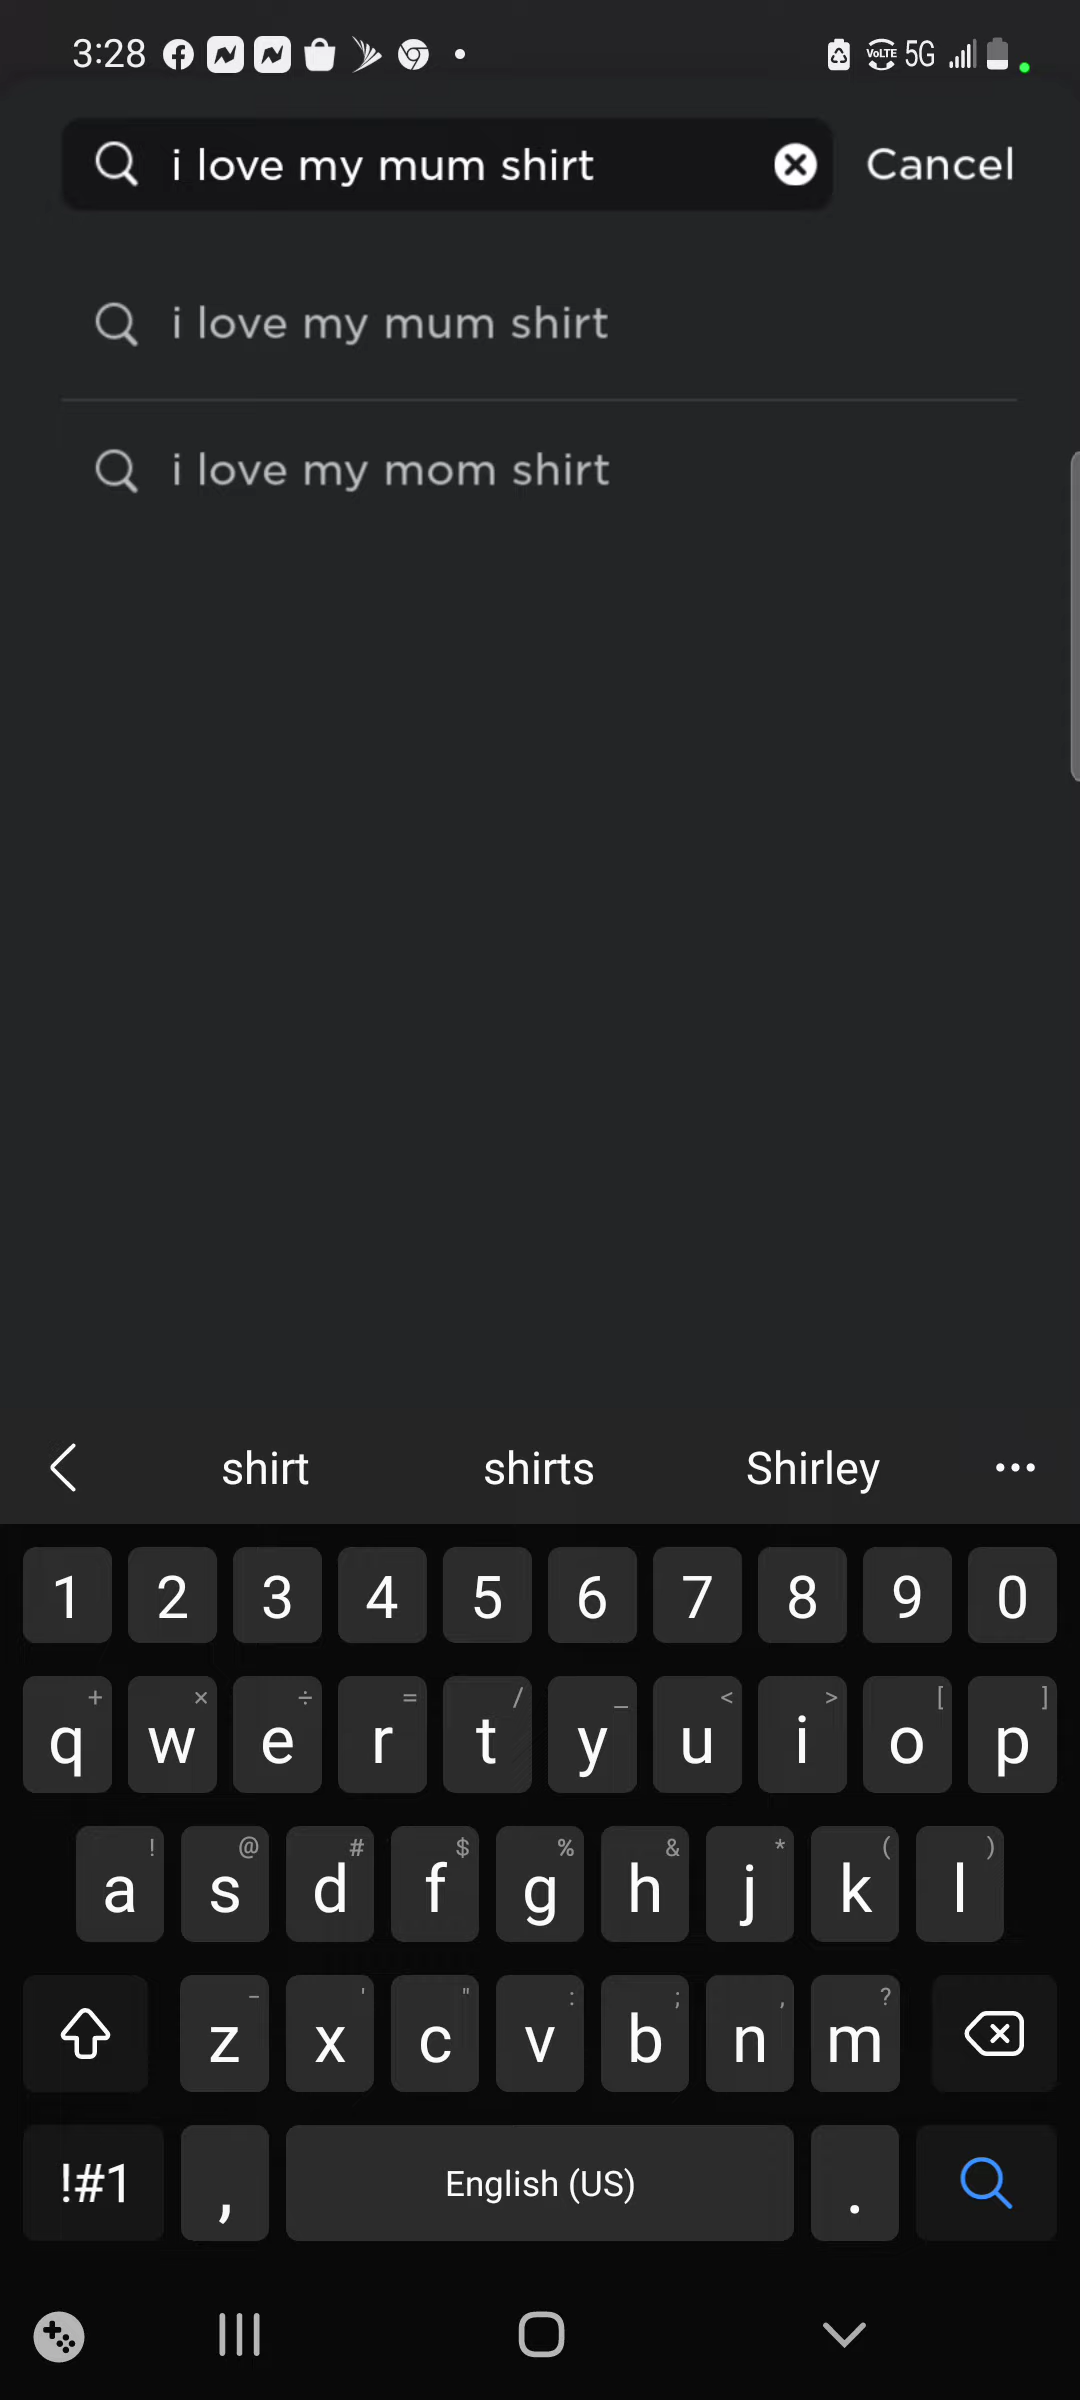 3:28 VoLTE 5G
i love my mum shirt Cancel
i love my mum shirt
i love my mom shirt
shirt shirts Shirley ...
1 2 3 4 5 6 7 8 9 0
+ × ÷ = / _ < > [ ]
q w e r t y u i o p
! @ # $ % & * ( )
a s d f g h j k l
- ' " : ; , ?
z x c v b n m
!#1 , English (US) .